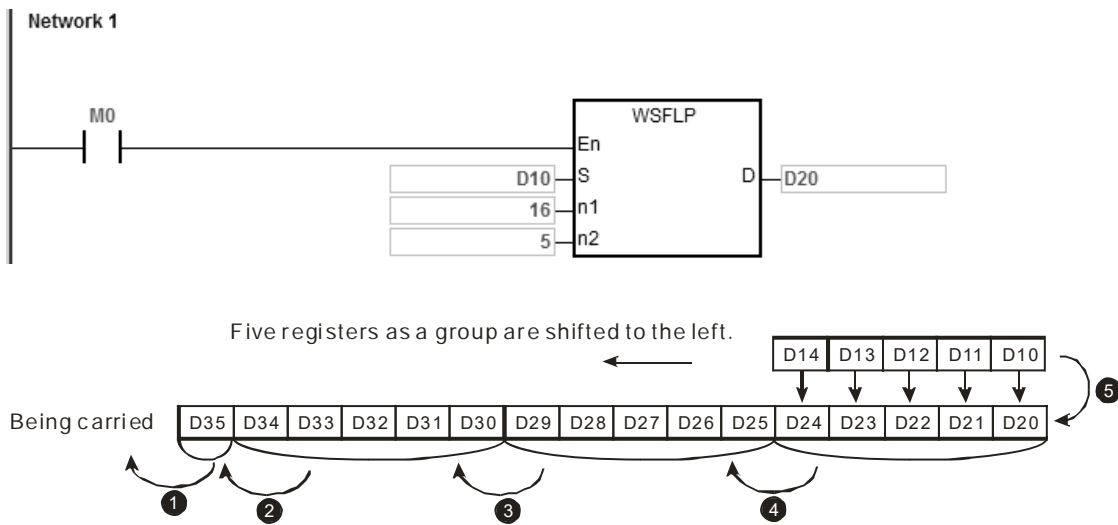 Network 1
M0
WSFLP
En
D10 S D D20
16 n1
5 n2
Five registers as a group are shifted to the left.
D14 D13 D12 D11 D10
5
Being carried D35 D34 D33 D32 D31 D30 D29 D28 D27 D26 D25 D24 D23 D22 D21 D20
1 2 3 4